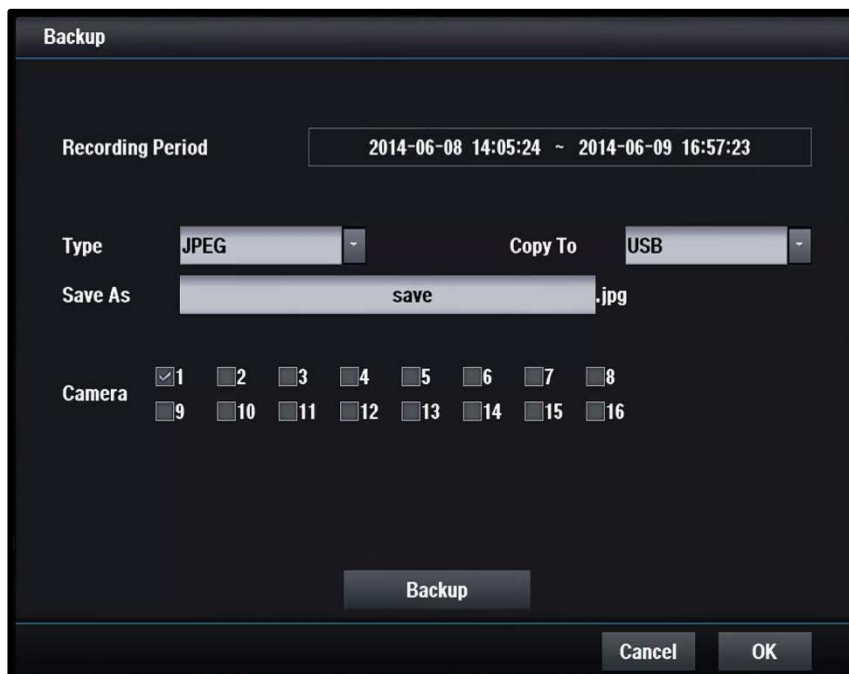 Backup
Recording Period 2014-06-08 14:05:24 ~ 2014-06-09 16:57:23
Type JPEG Copy To USB
Save As save .jpg
1 2 3 4 5 6 7 8
Camera
9 10 11 12 13 14 15 16
Backup
Cancel OK